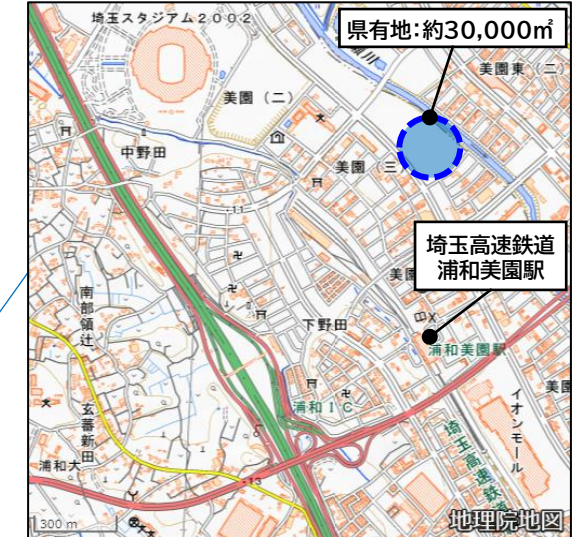 埼玉スタジアム2002
県有地:約30,000㎡
美園東(二)
美園(二)
中野田
美園(三)
埼玉高速鉄道
浦和美園駅
南部領辻
下野田
浦和美園駅
浦和IC
イオンモール
玄蕃新田
埼玉高速鉄道
浦和大
300 m
地理院地図